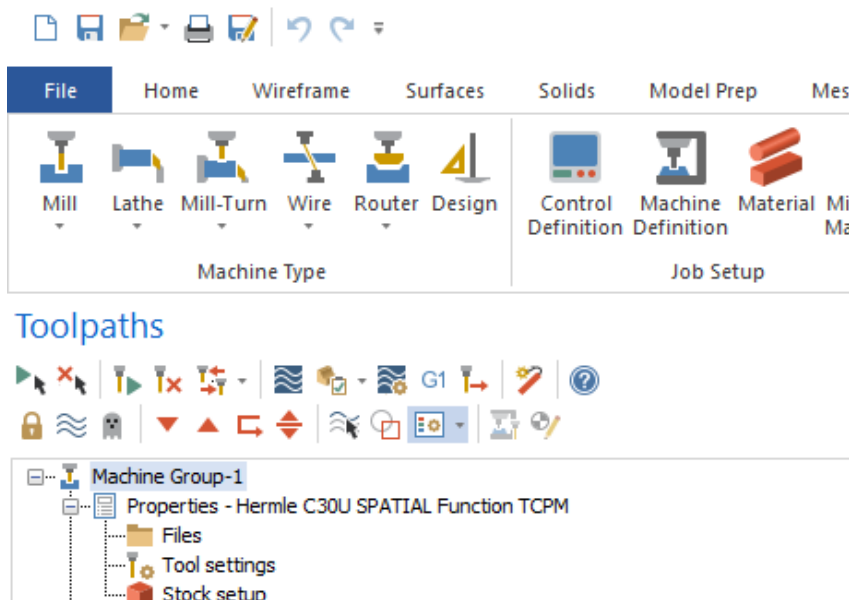 File Home Wireframe Surfaces Solids Model Prep
Mill Lathe Mill-Turn Wire Router Design Control Definition Machine Definition Material
Machine Type Job Setup
Toolpaths
G1
Machine Group-1
Properties - Hermle C30U SPATIAL Function TCPM
Files
Tool settings
Stock setup